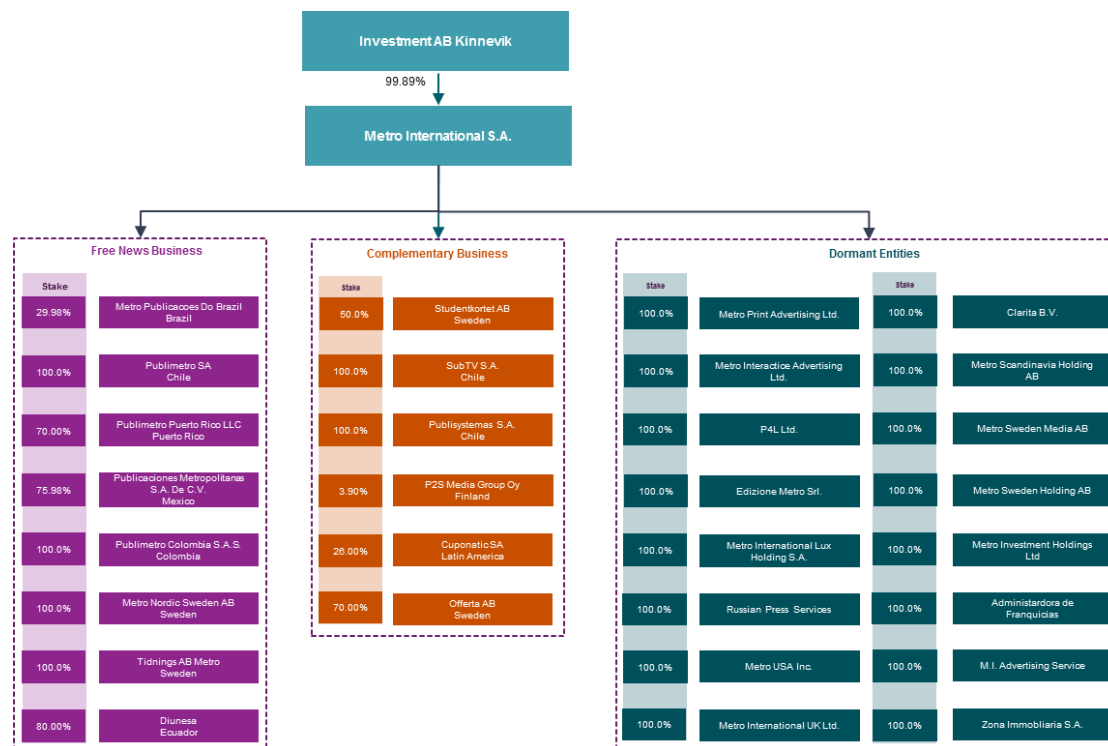 Investment AB Kinnevik
99.89%
Metro International S.A.
Free News Business
Stake
29.98%
Metro Publicacoes Do Brazil
Brazil
100.0%
Publimetro SA
Chile
70.00%
Publimetro Puerto Rico LLC
Puerto Rico
75.98%
Publicaciones Metropolitanas
S.A. De C.V.
Mexico
100.0%
Publimetro Colombia S.A.S.
Colombia
100.0%
Metro Nordic Sweden AB
Sweden
100.0%
Tidnings AB Metro
Sweden
80.00%
Diunesa
Ecuador
Complementary Business
Stake
50.0%
Studentkortet AB
Sweden
100.0%
SubTV S.A.
Chile
100.0%
Publisystemas S.A.
Chile
3.90%
P2S Media Group Oy
Finland
26.00%
Cuponatic SA
Latin America
70.00%
Offerta AB
Sweden
Dormant Entities
Stake
100.0%
Metro Print Advertising Ltd.
100.0%
Metro Interactice Advertising
Ltd.
100.0%
P4L Ltd.
100.0%
Edizione Metro Srl.
100.0%
Metro International Lux
Holding S.A.
100.0%
Russian Press Services
100.0%
Metro USA Inc.
100.0%
Metro International UK Ltd.
Stake
100.0%
Clarita B.V.
100.0%
Metro Scandinavia Holding
AB
100.0%
Metro Sweden Media AB
100.0%
Metro Sweden Holding AB
100.0%
Metro Investment Holdings
Ltd
100.0%
Administardora de
Franquicias
100.0%
M.I. Advertising Service
100.0%
Zona Immobliaria S.A.